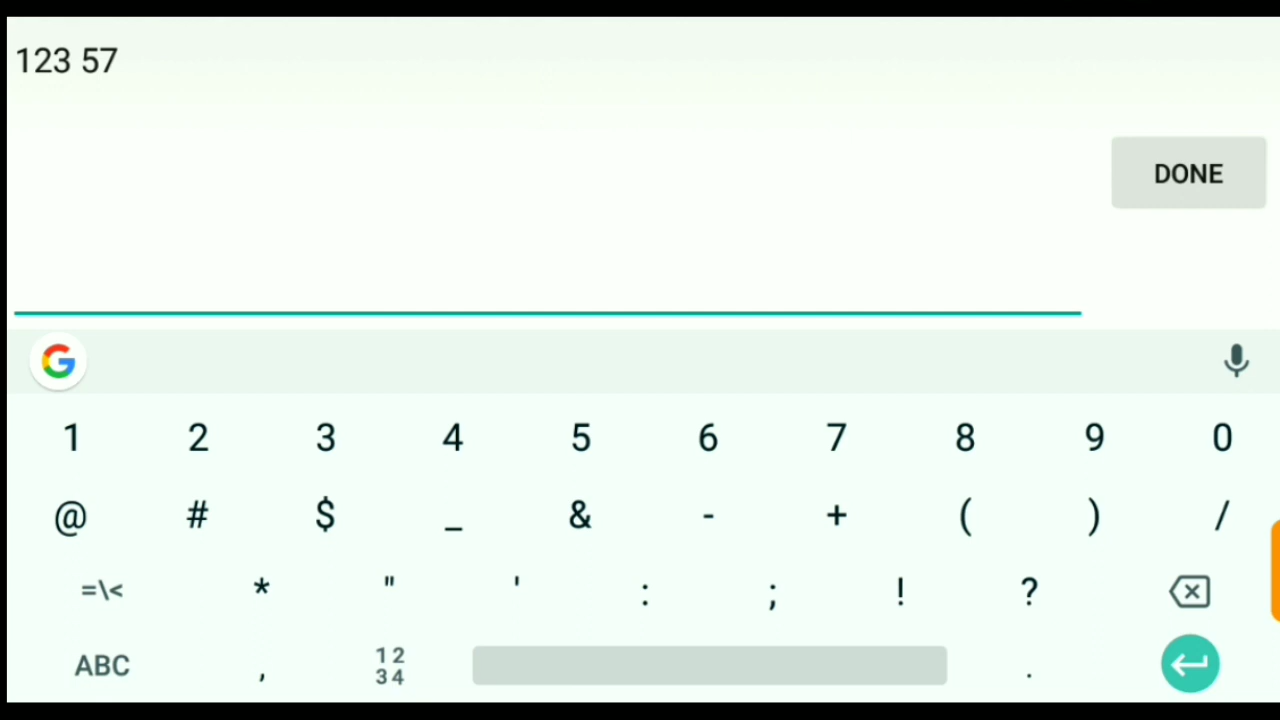 123 57
DONE
G
1 2 3 4 5 6 7 8 9 0
@ # $ _ & - + ( ) /
=\< * " ' : ; ! ?
ABC , 12 34 .